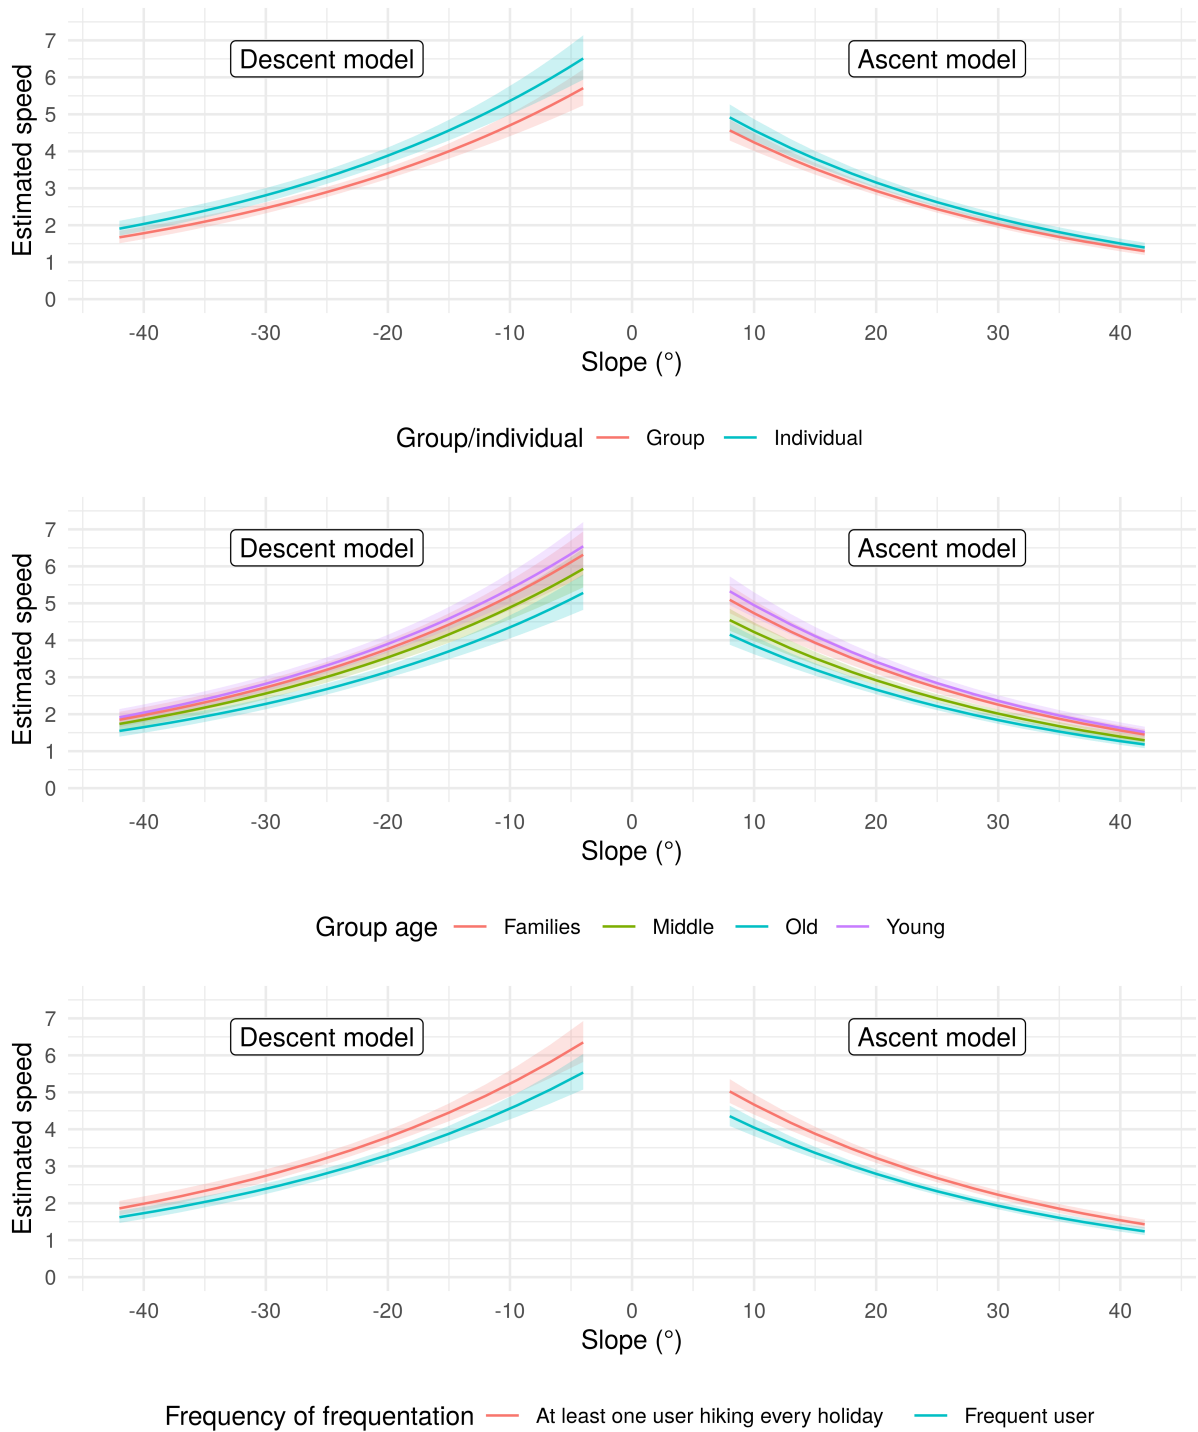 Descent model
Ascent model
7
6
5
4
3
2
1
0
Estimated speed
-40 -30 -20 -10 0 10 20 30 40
Slope (°)
Group/individual Group Individual
Descent model
Ascent model
7
6
5
4
3
2
1
0
Estimated speed
-40 -30 -20 -10 0 10 20 30 40
Slope (°)
Group age Families Middle Old Young
Descent model
Ascent model
7
6
5
4
3
2
1
0
Estimated speed
-40 -30 -20 -10 0 10 20 30 40
Slope (°)
Frequency of frequentation At least one user hiking every holiday Frequent user